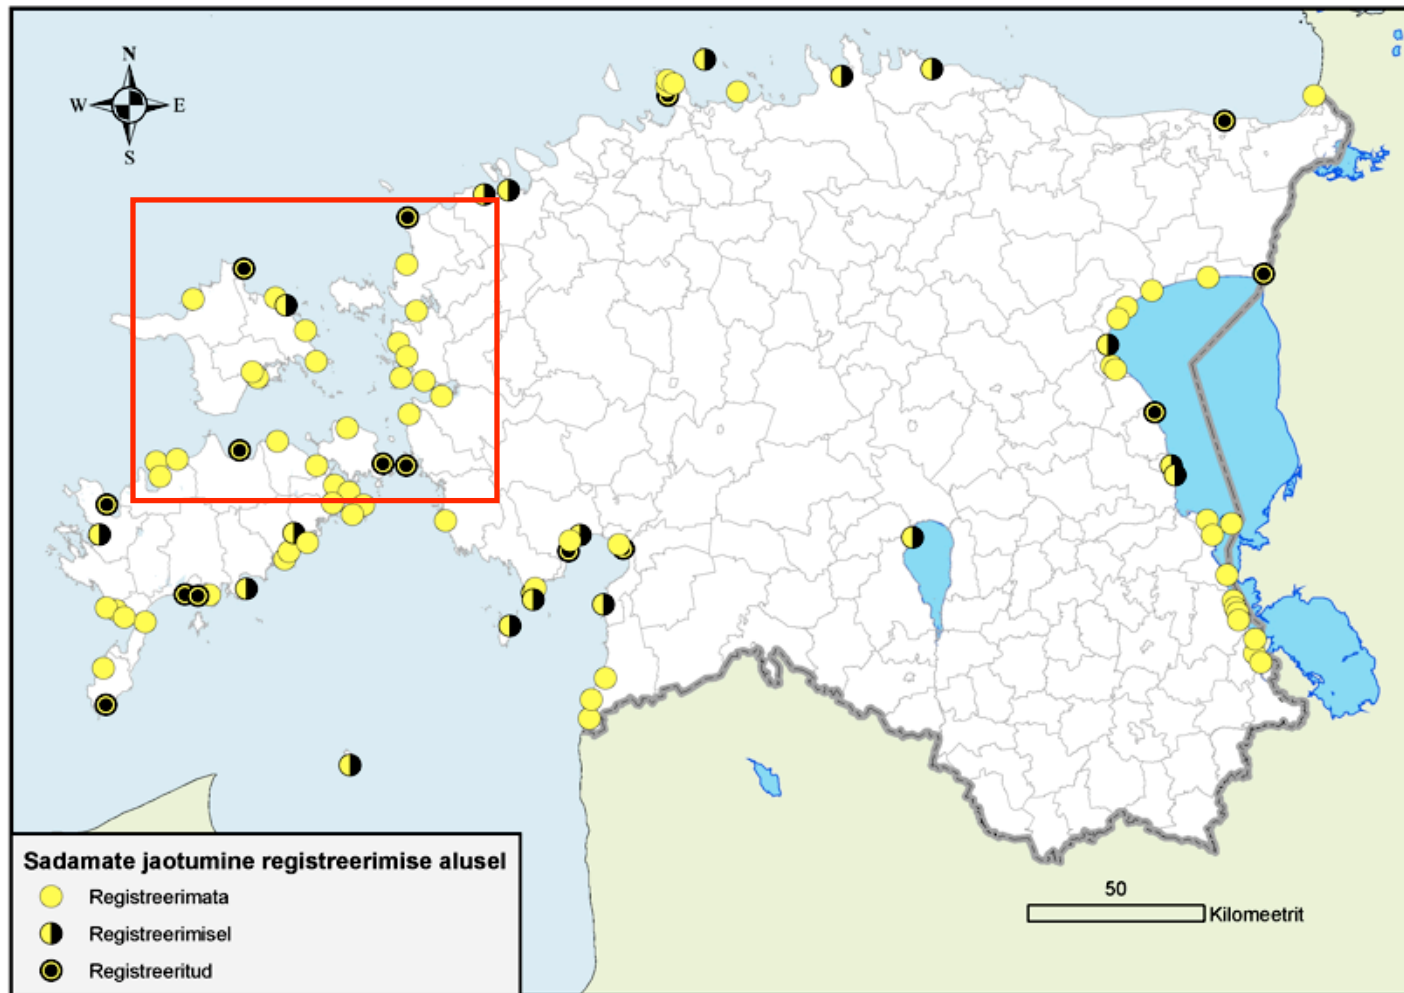 N
W E
S
Sadamate jaotumine registreerimise alusel
Registreerimata
Registreerimisel
Registreeritud
50
Kilomeetrit